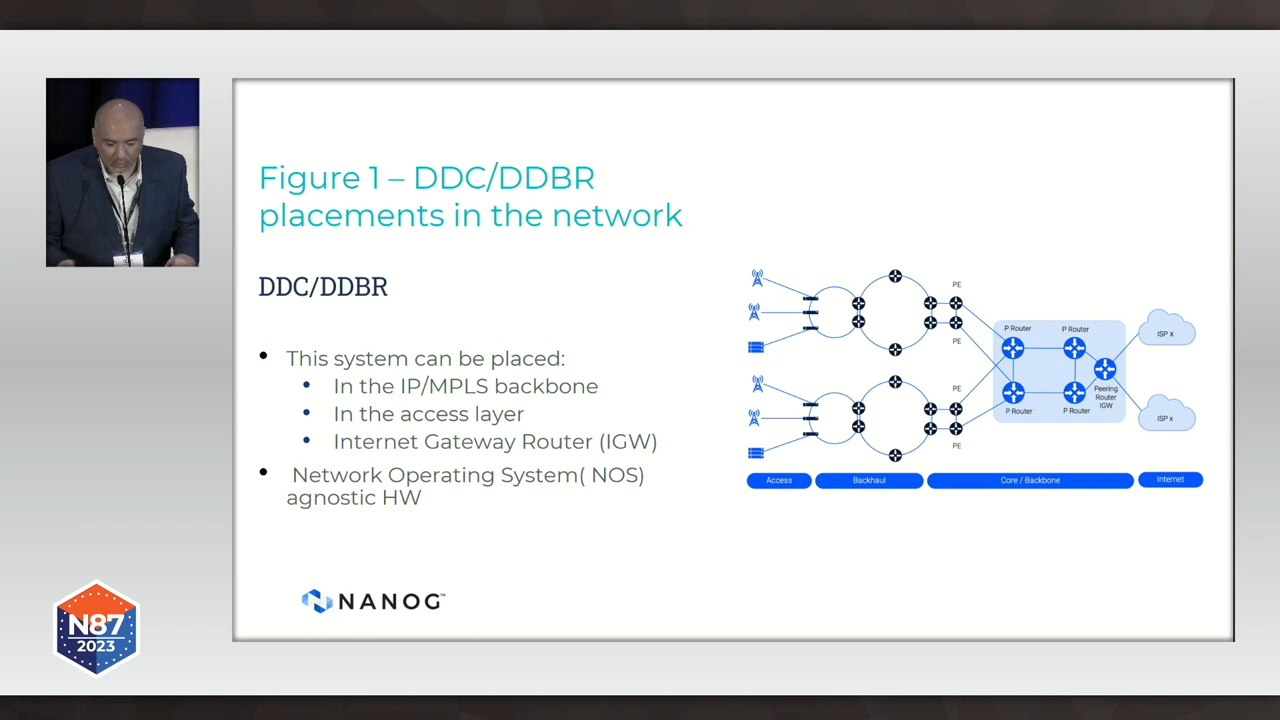 Figure 1 – DDC/DDBR
placements in the network
DDC/DDBR
• This system can be placed:
• In the IP/MPLS backbone
• In the access layer
• Internet Gateway Router (IGW)
• Network Operating System( NOS)
agnostic HW
PE
PE
PE
PE
P Router
P Router
P Router
P Router
Peering
Router
IGW
ISP x
ISP x
Access
Backhaul
Core / Backbone
Internet
NANOG™
N87
2023